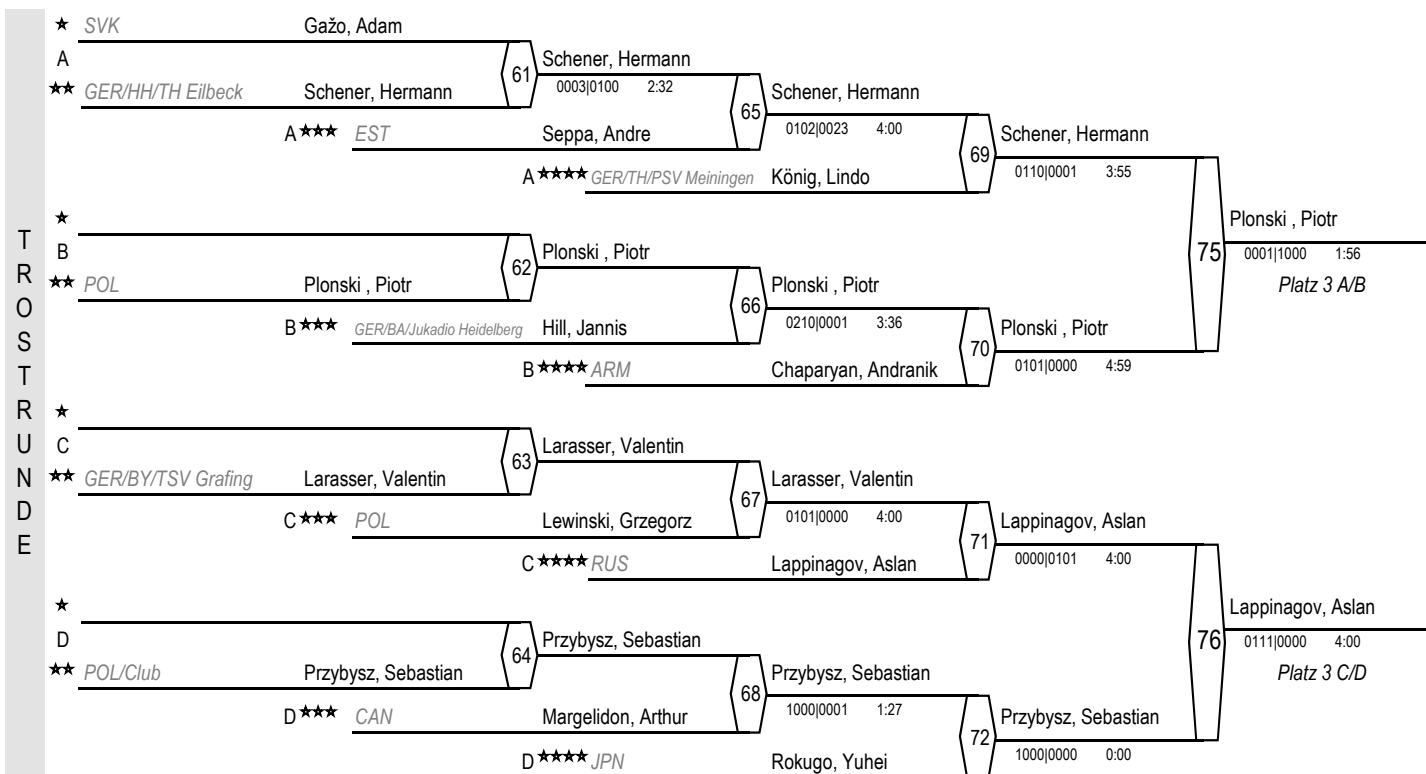 TROSTRUNDE
★ SVK Gažo, Adam
A
★★ GER/HH/TH Eilbeck Schener, Hermann
61
Schener, Hermann
0003|0100 2:32
A ★★★ EST Seppa, Andre
65
Schener, Hermann
0102|0023 4:00
A ★★★★ GER/TH/PSV Meiningen König, Lindo
69
Schener, Hermann
0110|0001 3:55
★
B
★★ POL Plonski , Piotr
62
Plonski , Piotr
B ★★★ GER/BA/Jukadio Heidelberg Hill, Jannis
66
Plonski , Piotr
0210|0001 3:36
B ★★★★ ARM Chaparyan, Andranik
70
Plonski , Piotr
0101|0000 4:59
75
Plonski , Piotr
0001|1000 1:56
Platz 3 A/B
★
C
★★ GER/BY/TSV Grafing Larasser, Valentin
63
Larasser, Valentin
C ★★★ POL Lewinski, Grzegorz
67
Larasser, Valentin
0101|0000 4:00
C ★★★★ RUS Lappinagov, Aslan
71
Lappinagov, Aslan
0000|0101 4:00
★
D
★★ POL/Club Przybysz, Sebastian
64
Przybysz, Sebastian
D ★★★ CAN Margelidon, Arthur
68
Przybysz, Sebastian
1000|0001 1:27
D ★★★★ JPN Rokugo, Yuhei
72
Przybysz, Sebastian
1000|0000 0:00
76
Lappinagov, Aslan
0111|0000 4:00
Platz 3 C/D